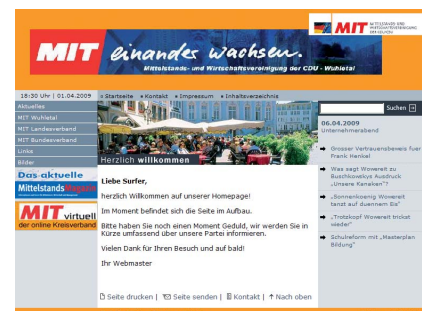 MIT
MITTELSTANDS- UND
MIT einander wachsen.
Mittelstands- und Wirtschaftsvereinigung der CDU - Wuhletal
18:30 Uhr | 01.04.2009
» Startseite » Kontakt » Impressum » Inhaltsverzeichnis
Aktuelles
MIT Wuhletal
MIT Landesverband
MIT Bundesverband
Links
Bilder
Das aktuelle
Mittelstands Magazin
MIT virtuell
der online Kreisverband
Herzlich willkommen
Liebe Surfer,
herzlich Willkommen auf unserer Homepage!
Im Moment befindet sich die Seite im Aufbau.
Bitte haben Sie noch einen Moment Geduld, wir werden Sie in
Kürze umfassend über unsere Partei informieren.
Vielen Dank für Ihren Besuch und auf bald!
Ihr Webmaster
Seite drucken | Seite senden | Kontakt | Nach oben
Suchen
06.04.2009
Unternehmerabend
Grosser Vertrauensbeweis fuer
Frank Henkel
Was sagt Wowereit zu
Buschkowskys Ausdruck
„Unsere Kanaken“?
„Sonnenkoenig Wowereit
tanzt auf duennem Eis“
„Trotzkopf Wowereit trickst
wieder“
Schulreform mit „Masterplan
Bildung“